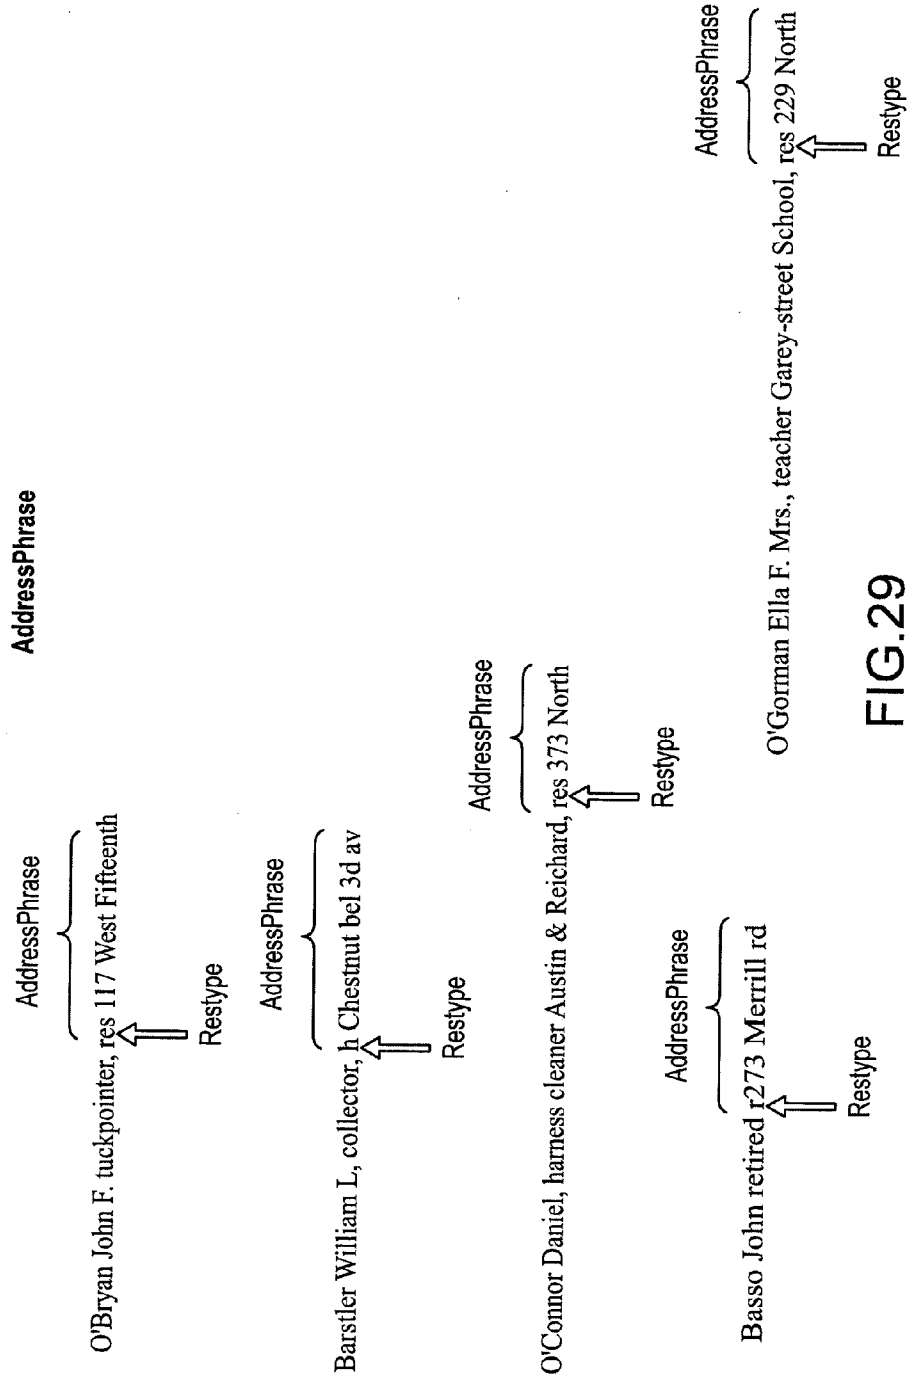 AddressPhrase
AddressPhrase
O'Bryan John F. tuckpointer, res 117 West Fifteenth
Restype
AddressPhrase
Barstler William L, collector, h Chestnut bel 3d av
Restype
AddressPhrase
O'Connor Daniel, harness cleaner Austin & Reichard, res 373 North
Restype
AddressPhrase
Basso John retired r273 Merrill rd
Restype
AddressPhrase
O'Gorman Ella F. Mrs., teacher Garey-street School, res 229 North
Restype
FIG.29